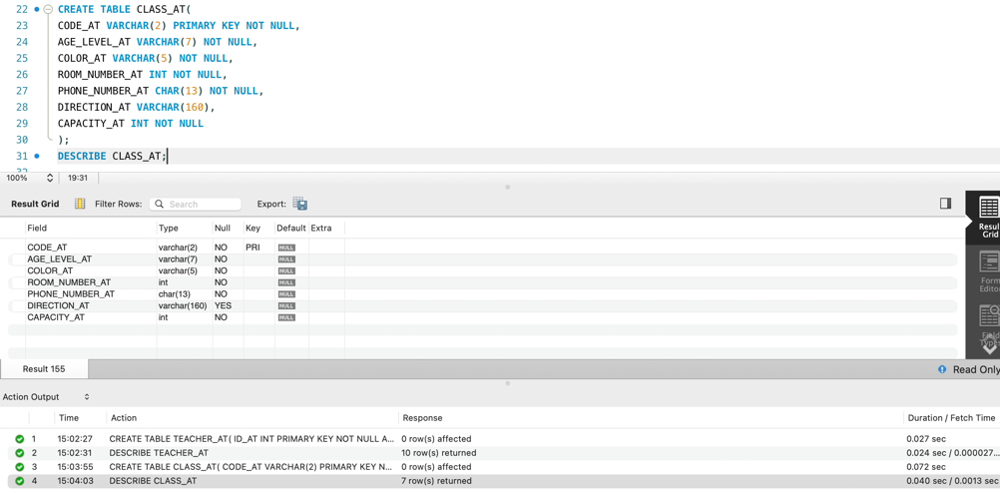 22 CREATE TABLE CLASS_AT(
23 CODE_AT VARCHAR(2) PRIMARY KEY NOT NULL,
24 AGE_LEVEL_AT VARCHAR(7) NOT NULL,
25 COLOR_AT VARCHAR(5) NOT NULL,
26 ROOM_NUMBER_AT INT NOT NULL,
27 PHONE_NUMBER_AT CHAR(13) NOT NULL,
28 DIRECTION_AT VARCHAR(160),
29 CAPACITY_AT INT NOT NULL
30 );
31 DESCRIBE CLASS_AT;
100% 19:31
Result Grid Filter Rows: Search Export:
Field Type Null Key Default Extra
CODE_AT varchar(2) NO PRI NULL
AGE_LEVEL_AT varchar(7) NO NULL
COLOR_AT varchar(5) NO NULL
ROOM_NUMBER_AT int NO NULL
PHONE_NUMBER_AT char(13) NO NULL
DIRECTION_AT varchar(160) YES NULL
CAPACITY_AT int NO NULL
Resul
Grid
Form
Editor
Field
Types
Result 155 Read Only
Action Output
Time Action Response Duration / Fetch Time
1 15:02:27 CREATE TABLE TEACHER_AT( ID_AT INT PRIMARY KEY NOT NULL A... 0 row(s) affected 0.027 sec
2 15:02:31 DESCRIBE TEACHER_AT 10 row(s) returned 0.024 sec / 0.000027...
3 15:03:55 CREATE TABLE CLASS_AT( CODE_AT VARCHAR(2) PRIMARY KEY N... 0 row(s) affected 0.072 sec
4 15:04:03 DESCRIBE CLASS_AT 7 row(s) returned 0.040 sec / 0.0013 sec